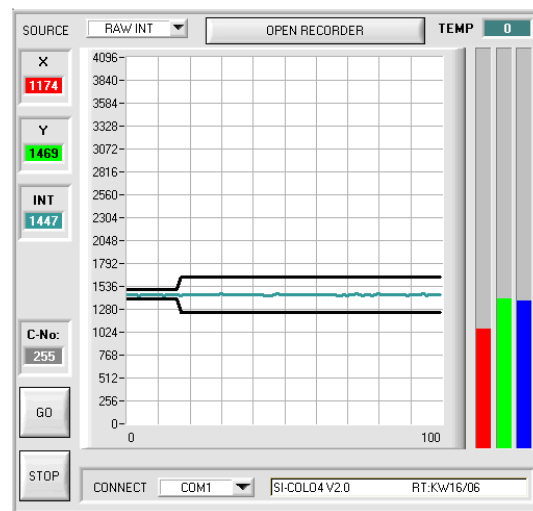 SOURCE RAW INT OPEN RECORDER TEMP 0
X
1174
Y
1469
INT
1447
C-No:
255
GO
STOP
4096
3840
3584
3328
3072
2816
2560
2304
2048
1792
1536
1280
1024
768
512
256
0
0 100
CONNECT COM1 SI-COLO4 V2.0 RT:KW16/06